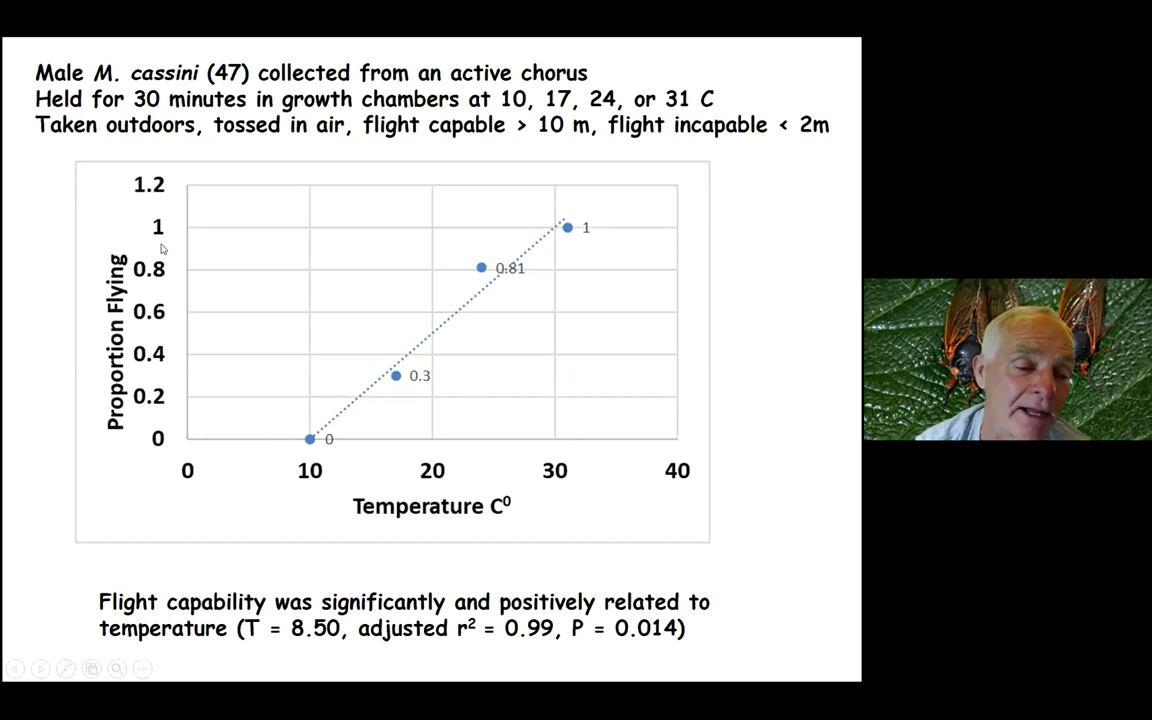 Male M. cassini (47) collected from an active chorus
Held for 30 minutes in growth chambers at 10, 17, 24, or 31 C
Taken outdoors, tossed in air, flight capable > 10 m, flight incapable < 2m
1.2
1
0.8
0.6
0.4
0.2
0
Proportion Flying
1
0.81
0.3
0
0 10 20 30 40
Temperature C⁰
Flight capability was significantly and positively related to
temperature (T = 8.50, adjusted r² = 0.99, P = 0.014)